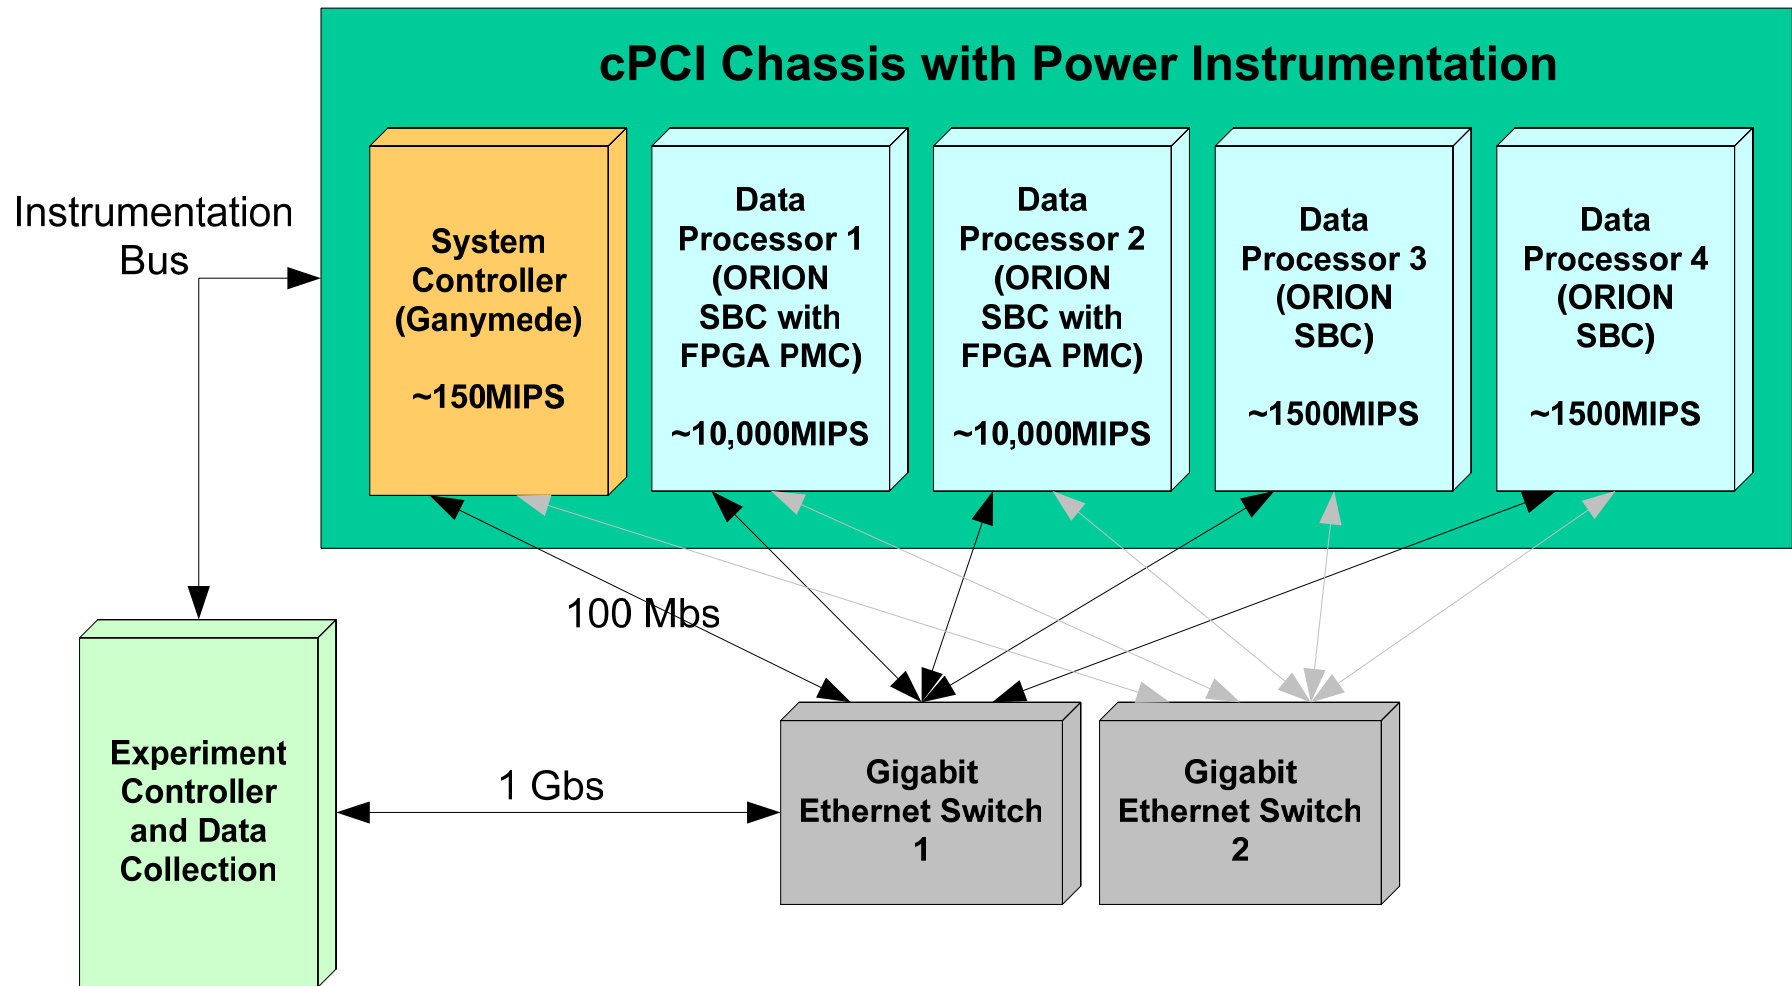 cPCI Chassis with Power Instrumentation
Instrumentation
Bus
System
Controller
(Ganymede)
~150MIPS
Data
Processor 1
(ORION
SBC with
FPGA PMC)
~10,000MIPS
Data
Processor 2
(ORION
SBC with
FPGA PMC)
~10,000MIPS
Data
Processor 3
(ORION
SBC)
~1500MIPS
Data
Processor 4
(ORION
SBC)
~1500MIPS
100 Mbs
Experiment
Controller
and Data
Collection
1 Gbs
Gigabit
Ethernet Switch
1
Gigabit
Ethernet Switch
2